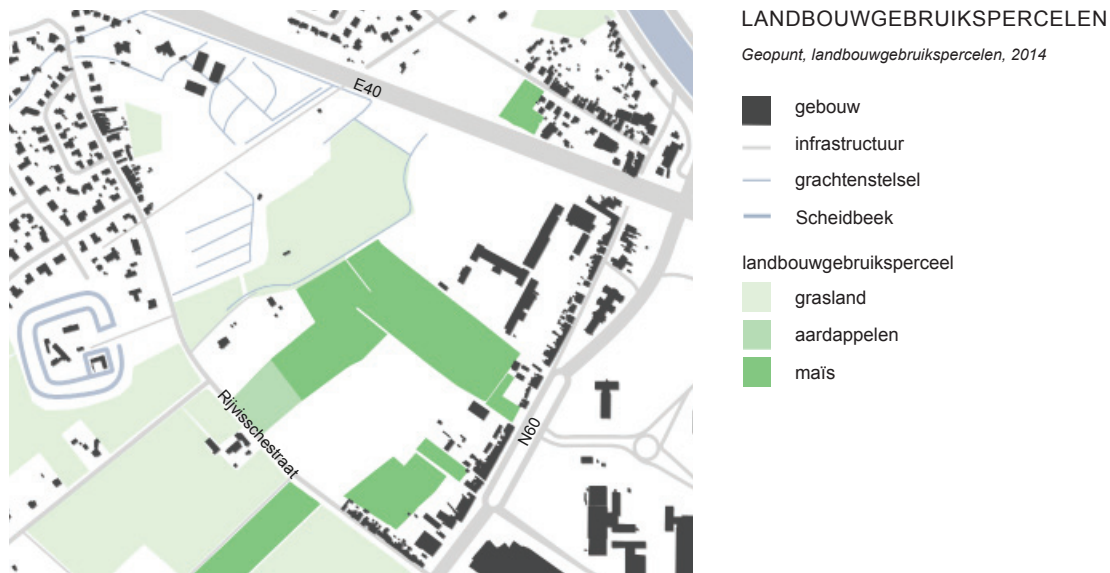 LANDBOUWGEBRUIKSPERCELEN
Geopunt, landbouwgebruikspercelen, 2014
gebouw
infrastructuur
grachtenstelsel
Scheidbeek
landbouwgebruiksperceel
grasland
aardappelen
maïs
E40
Rijvisschestraat
N60